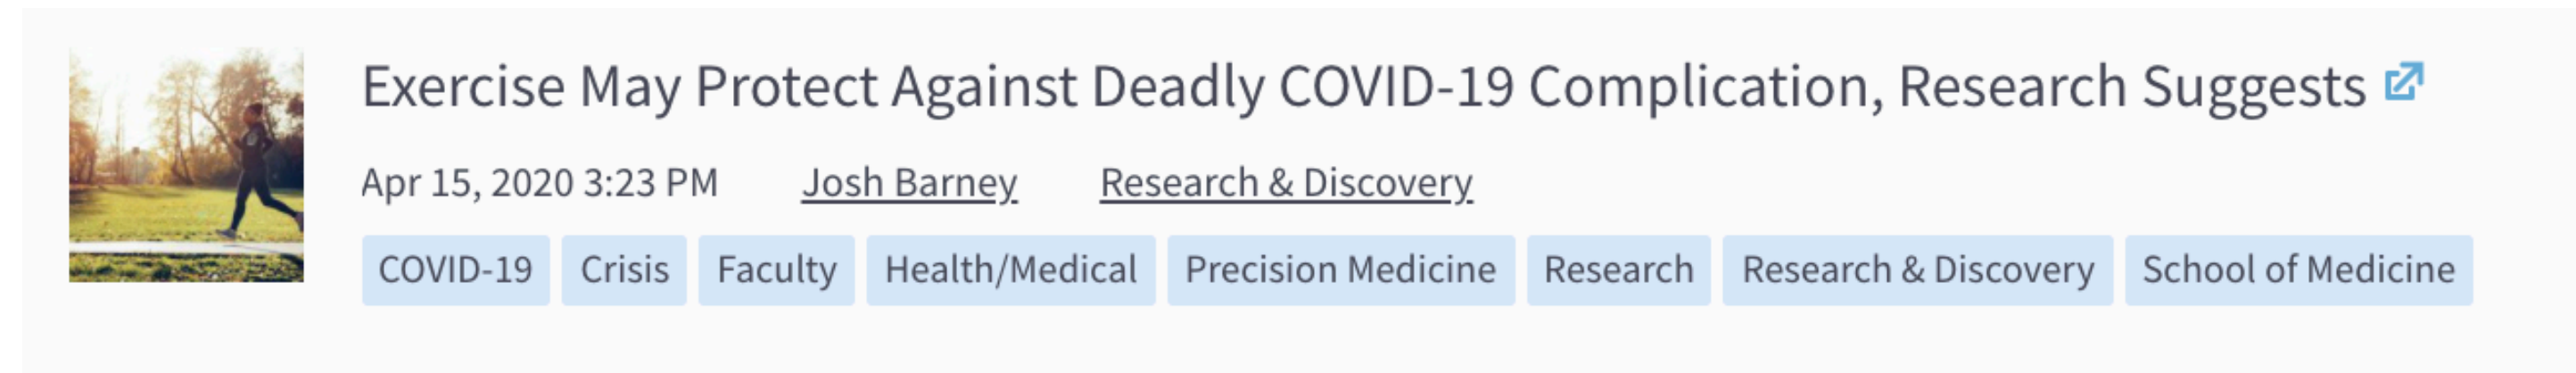 Exercise May Protect Against Deadly COVID-19 Complication, Research Suggests
Apr 15, 2020 3:23 PM Josh Barney Research & Discovery
COVID-19 Crisis Faculty Health/Medical Precision Medicine Research Research & Discovery School of Medicine